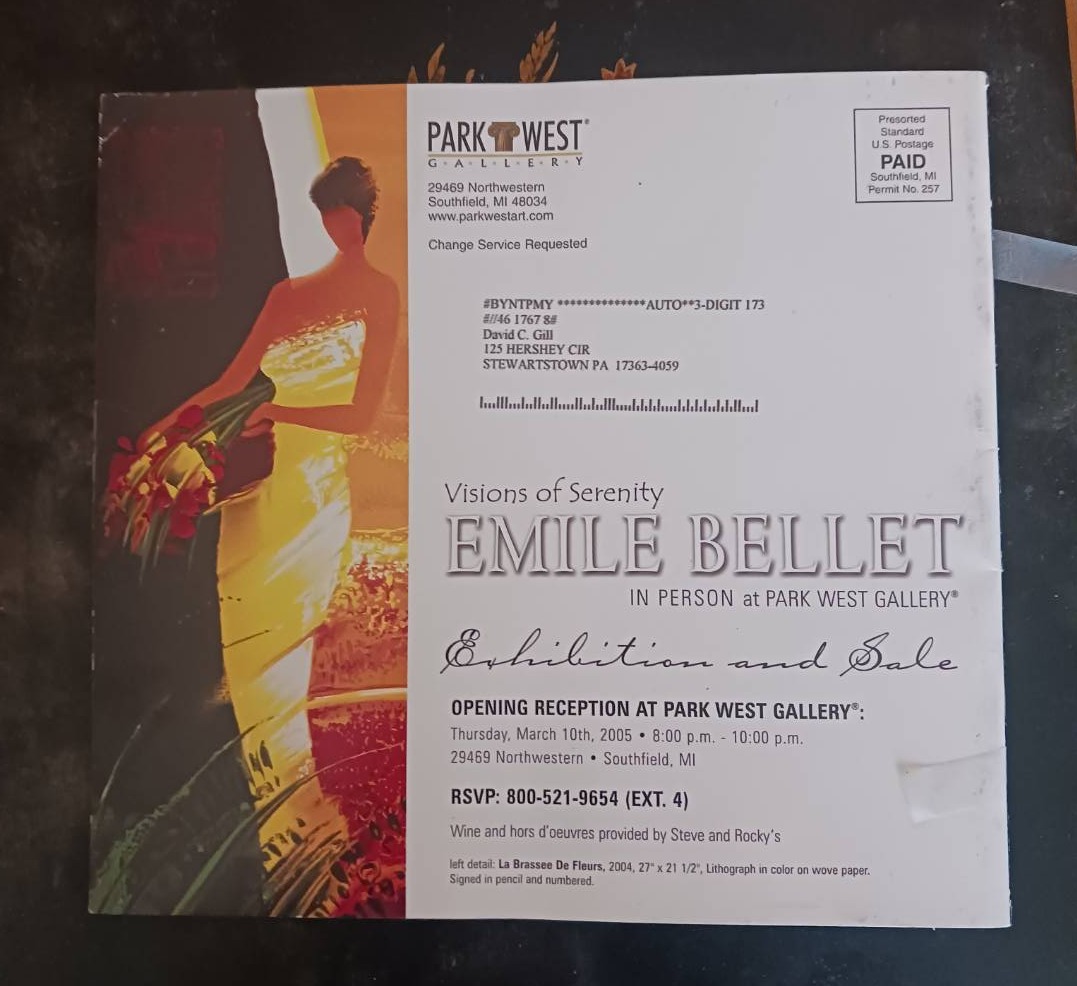 PARK WEST®
G·A·L·L·E·R·Y
29469 Northwestern
Southfield, MI 48034
www.parkwestart.com
Change Service Requested
Presorted
Standard
U.S. Postage
PAID
Southfield, MI
Permit No. 257
#BYNTPMY **************AUTO**3-DIGIT 173
#//46 1767 8#
David C. Gill
125 HERSHEY CIR
STEWARTSTOWN PA 17363-4059
Visions of Serenity
EMILE BELLET
IN PERSON at PARK WEST GALLERY®
Exhibition and Sale
OPENING RECEPTION AT PARK WEST GALLERY®:
Thursday, March 10th, 2005 • 8:00 p.m. - 10:00 p.m.
29469 Northwestern • Southfield, MI
RSVP: 800-521-9654 (EXT. 4)
Wine and hors d'oeuvres provided by Steve and Rocky's
left detail: La Brassee De Fleurs, 2004, 27" x 21 1/2", Lithograph in color on wove paper.
Signed in pencil and numbered.